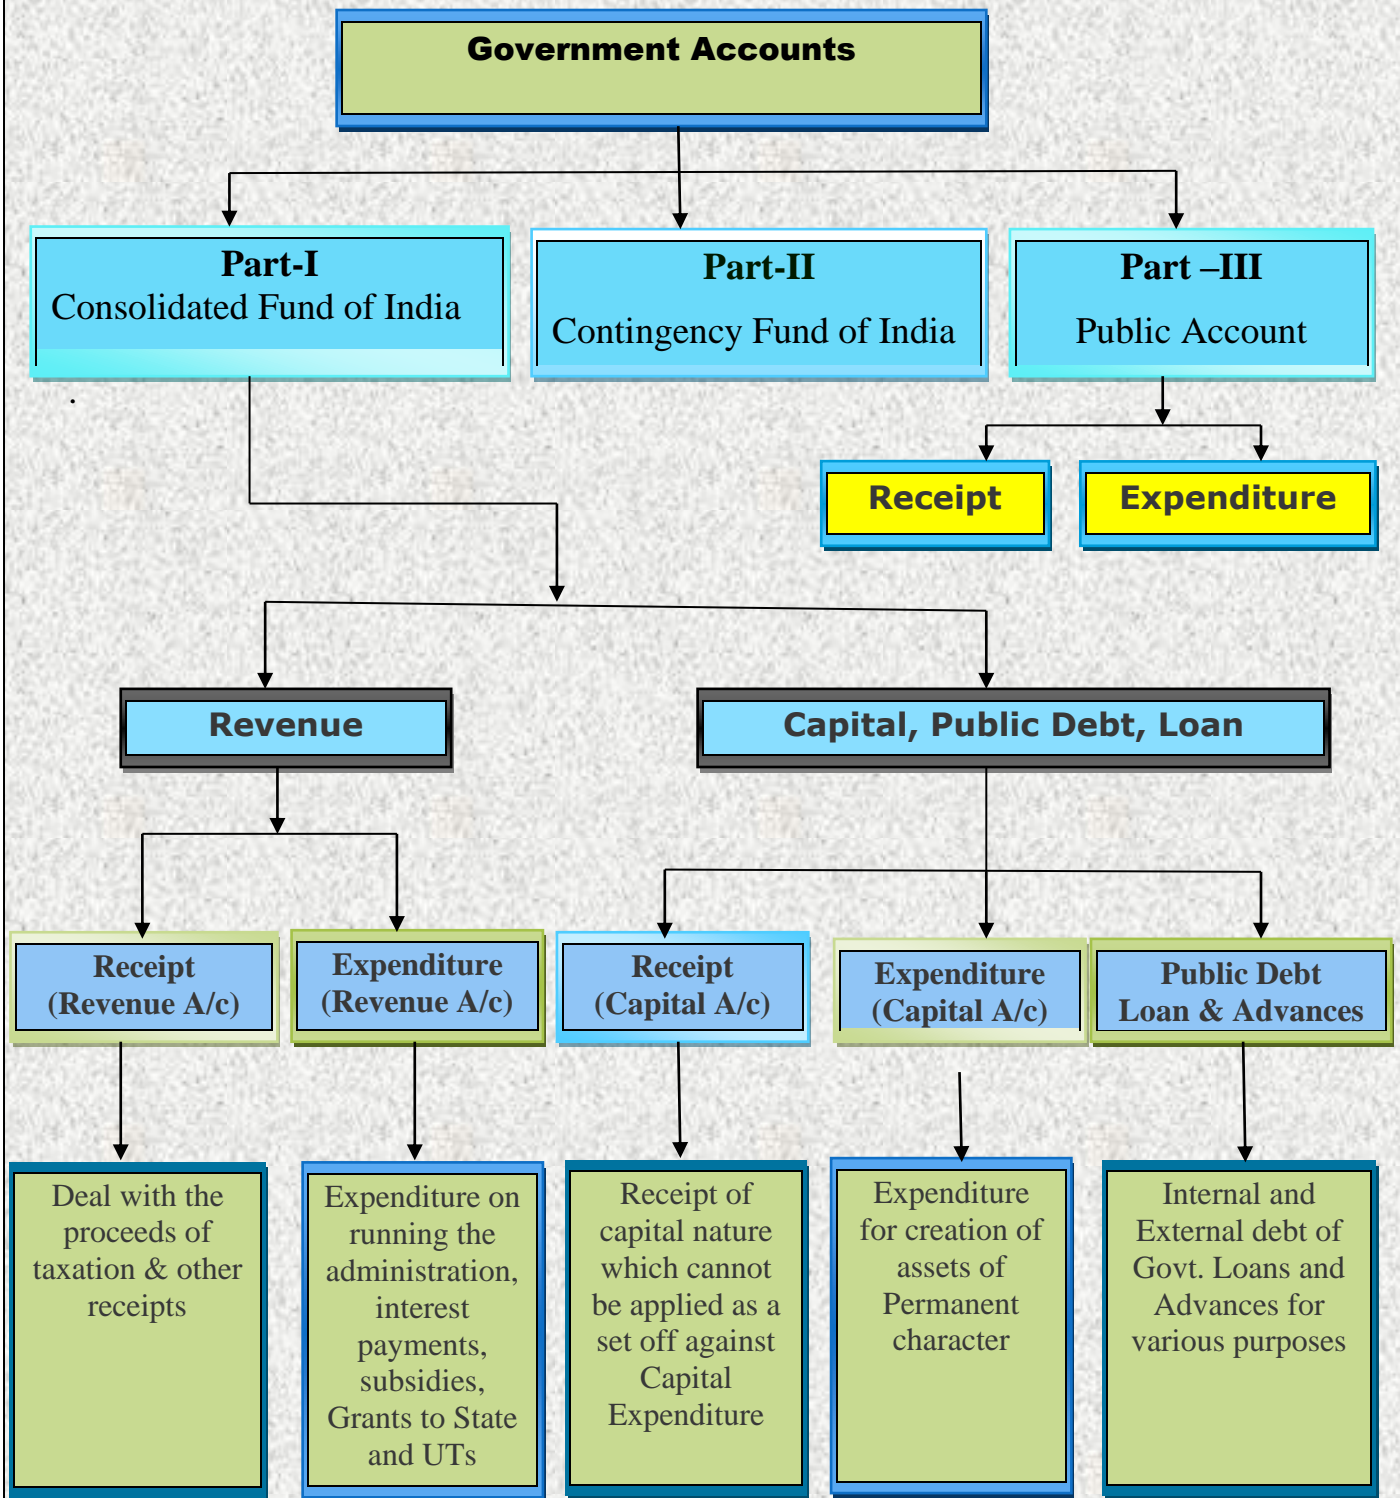 Government Accounts
Part-I
Consolidated Fund of India
Part-II
Contingency Fund of India
Part –III
Public Account
.
Receipt
Expenditure
Revenue
Capital, Public Debt, Loan
Receipt
(Revenue A/c)
Expenditure
(Revenue A/c)
Receipt
(Capital A/c)
Expenditure
(Capital A/c)
Public Debt
Loan & Advances
Deal with the
proceeds of
taxation & other
receipts
Expenditure on
running the
administration,
interest
payments,
subsidies,
Grants to State
and UTs
Receipt of
capital nature
which cannot
be applied as a
set off against
Capital
Expenditure
Expenditure
for creation of
assets of
Permanent
character
Internal and
External debt of
Govt. Loans and
Advances for
various purposes